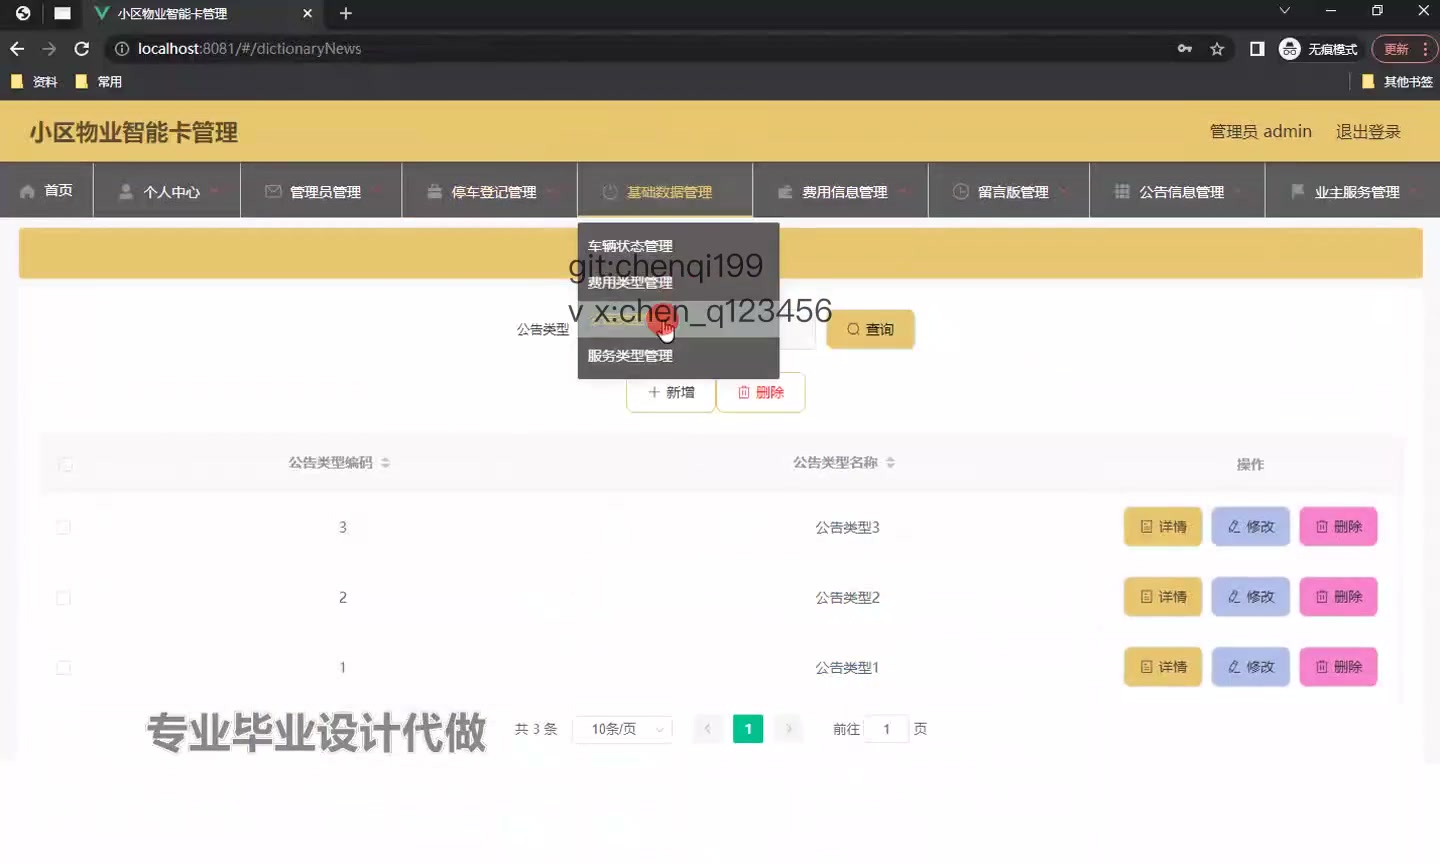 小区物业智能卡管理
localhost:8081/#/dictionaryNews
无痕模式
更新
资料
常用
其他书签
小区物业智能卡管理
管理员 admin
退出登录
首页
个人中心
管理员管理
停车登记管理
基础数据管理
费用信息管理
留言版管理
公告信息管理
业主服务管理
车辆状态管理
git:chenqi199
费用类型管理
v x:chen_q123456
公告类型
查询
服务类型管理
新增
删除
公告类型编码
公告类型名称
操作
3
公告类型3
详情
修改
删除
2
公告类型2
详情
修改
删除
1
公告类型1
详情
修改
删除
专业毕业设计代做
共 3 条
10条/页
1
前往
1
页